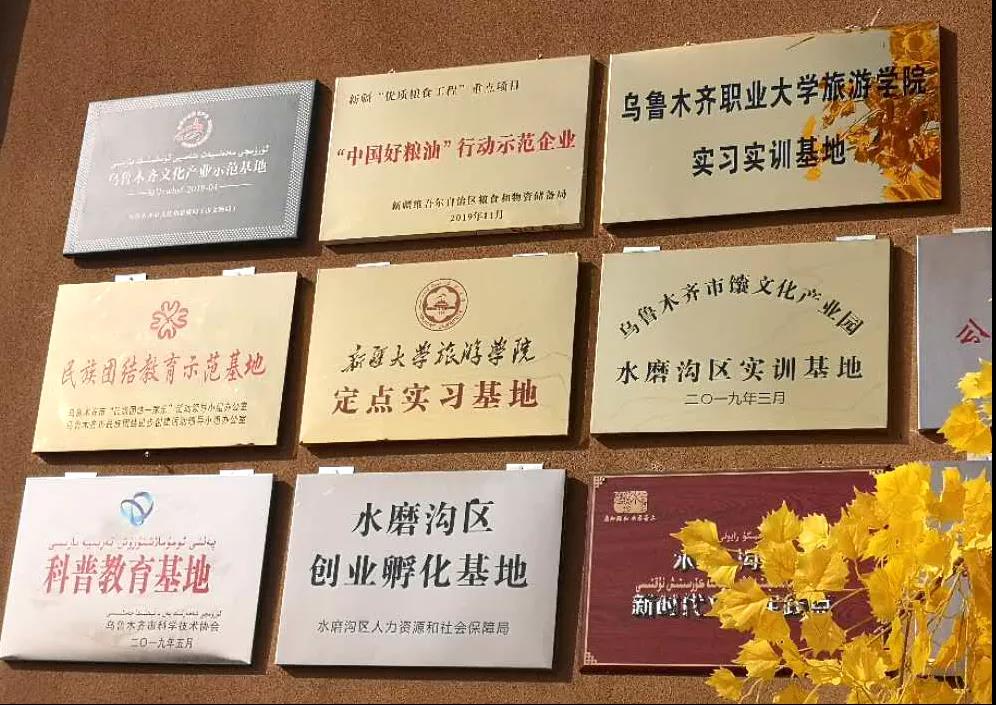 乌鲁木齐文化产业示范基地
新疆“优质粮食工程”重点项目
“中国好粮油”行动示范企业
新疆维吾尔自治区粮食和物资储备局
2019年11月
乌鲁木齐职业大学旅游学院
实习实训基地
民族团结教育示范基地
新疆大学旅游学院
定点实习基地
乌鲁木齐市馕文化产业园
水磨沟区实训基地
二〇一九年三月
科普教育基地
乌鲁木齐市科学技术协会
二〇一九年五月
水磨沟区
创业孵化基地
水磨沟区人力资源和社会保障局
新时代